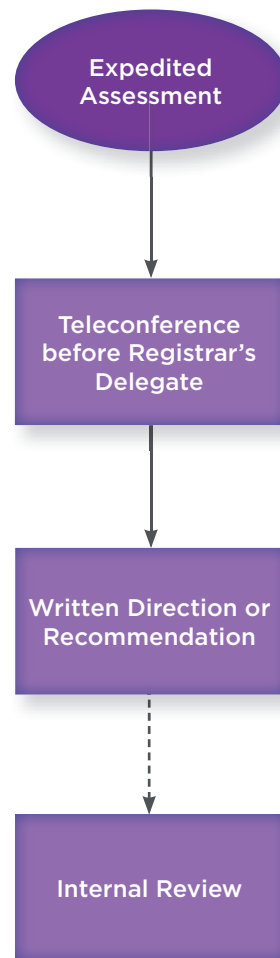 Expedited
Assessment
Teleconference
before Registrar's
Delegate
Written Direction or
Recommendation
Internal Review